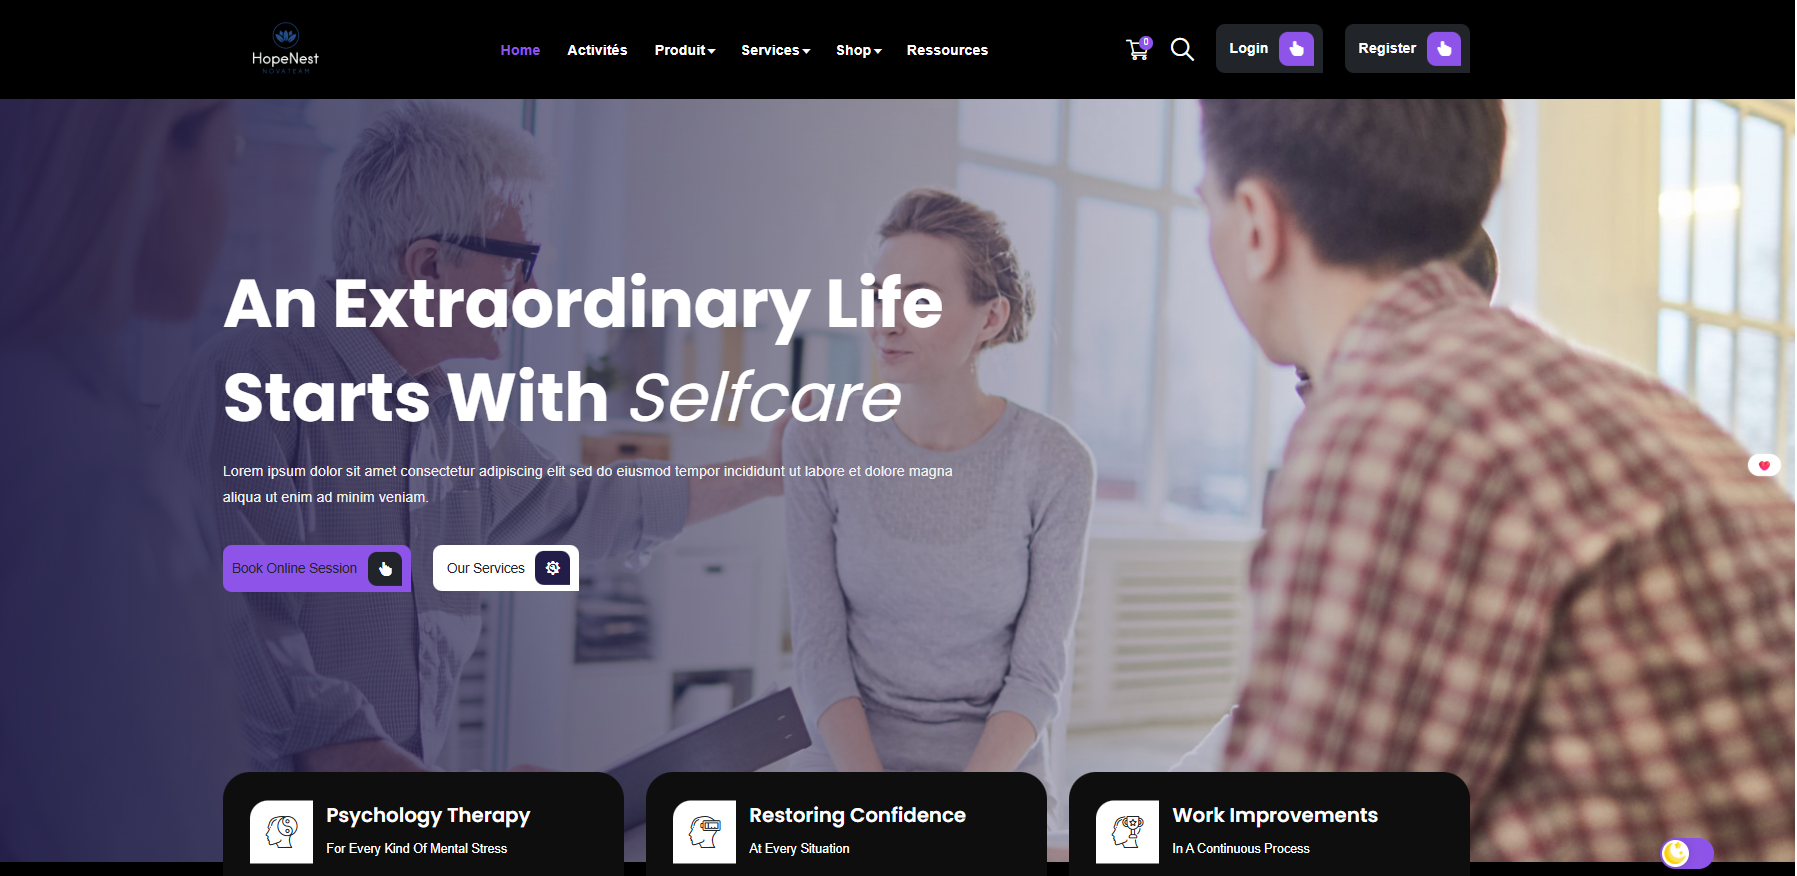 HopeNest
NOVATEAM
Home
Activités
Produit
Services
Shop
Ressources
0
Login
Register
An Extraordinary Life
Starts With Selfcare
Lorem ipsum dolor sit amet consectetur adipiscing elit sed do eiusmod tempor incididunt ut labore et dolore magna
aliqua ut enim ad minim veniam.
Book Online Session
Our Services
Psychology Therapy
For Every Kind Of Mental Stress
Restoring Confidence
At Every Situation
Work Improvements
In A Continuous Process